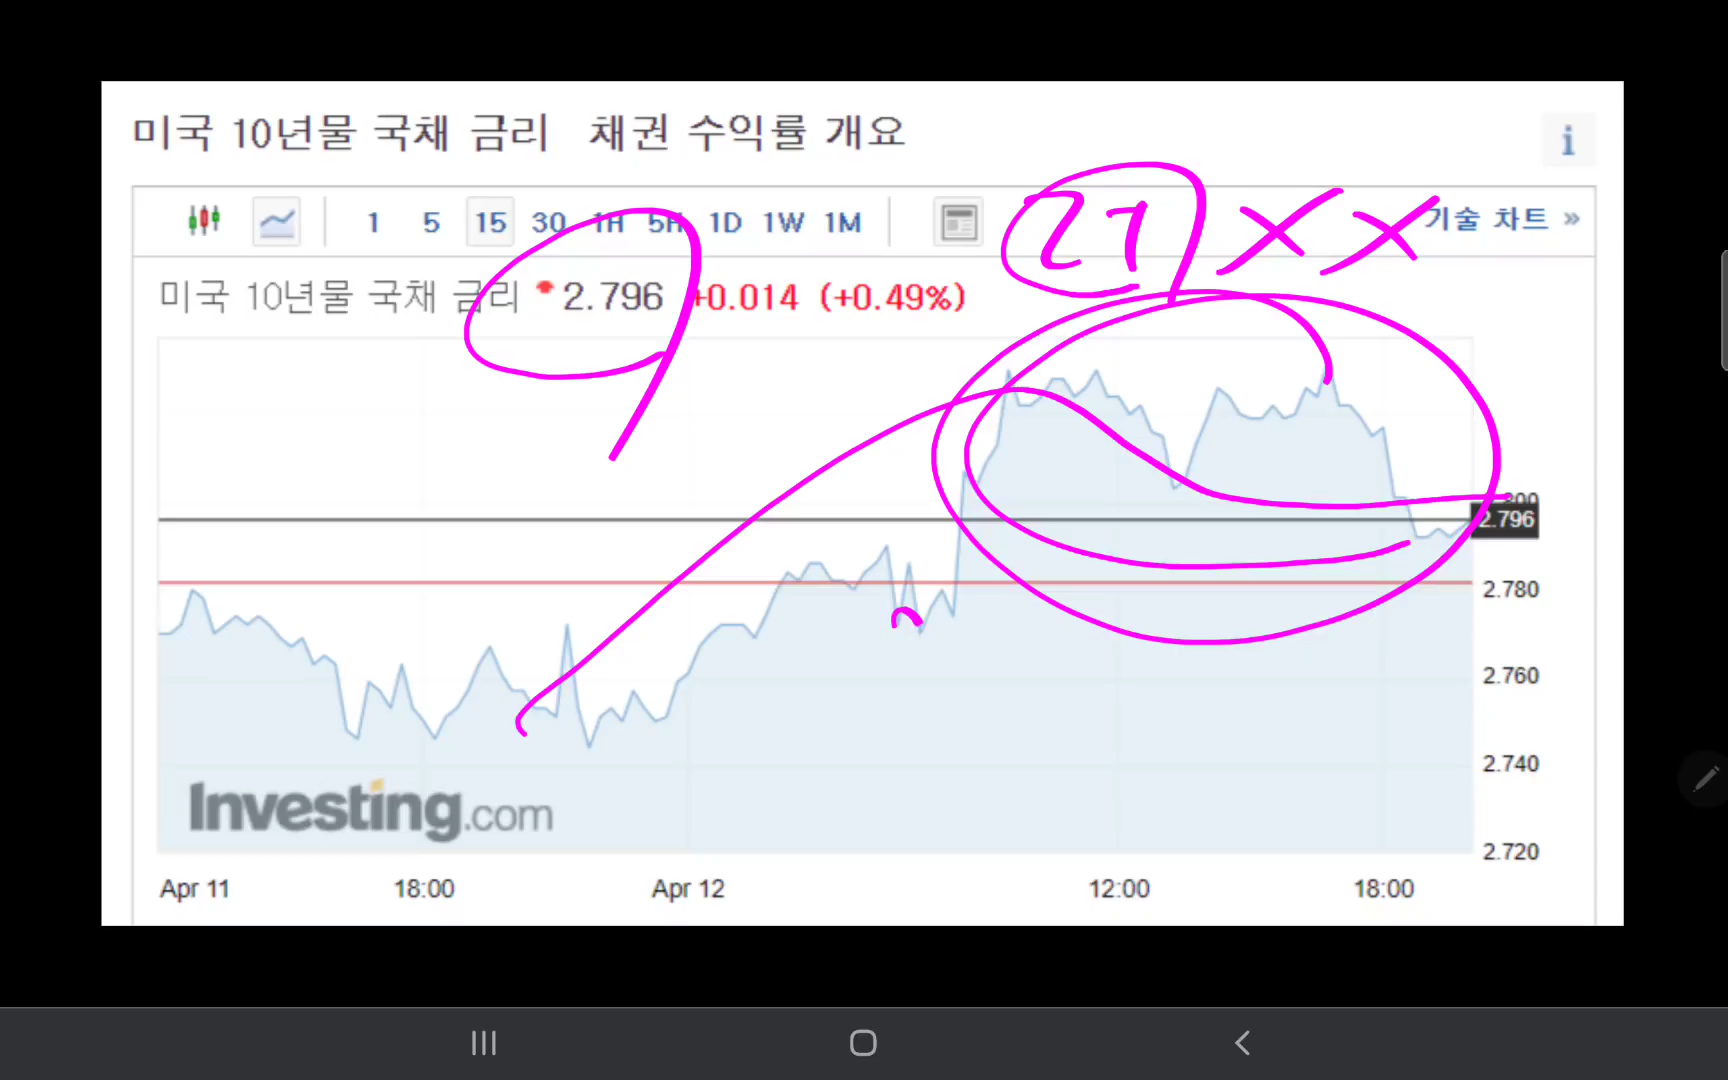 미국 10년물 국채 금리 채권 수익률 개요
i
1 5 15 30 1H 5H 1D 1W 1M
27 XX
기술 차트 »
미국 10년물 국채 금리 2.796 +0.014 (+0.49%)
2.796
2.780
2.760
2.740
2.720
Investing.com
Apr 11 18:00 Apr 12 12:00 18:00